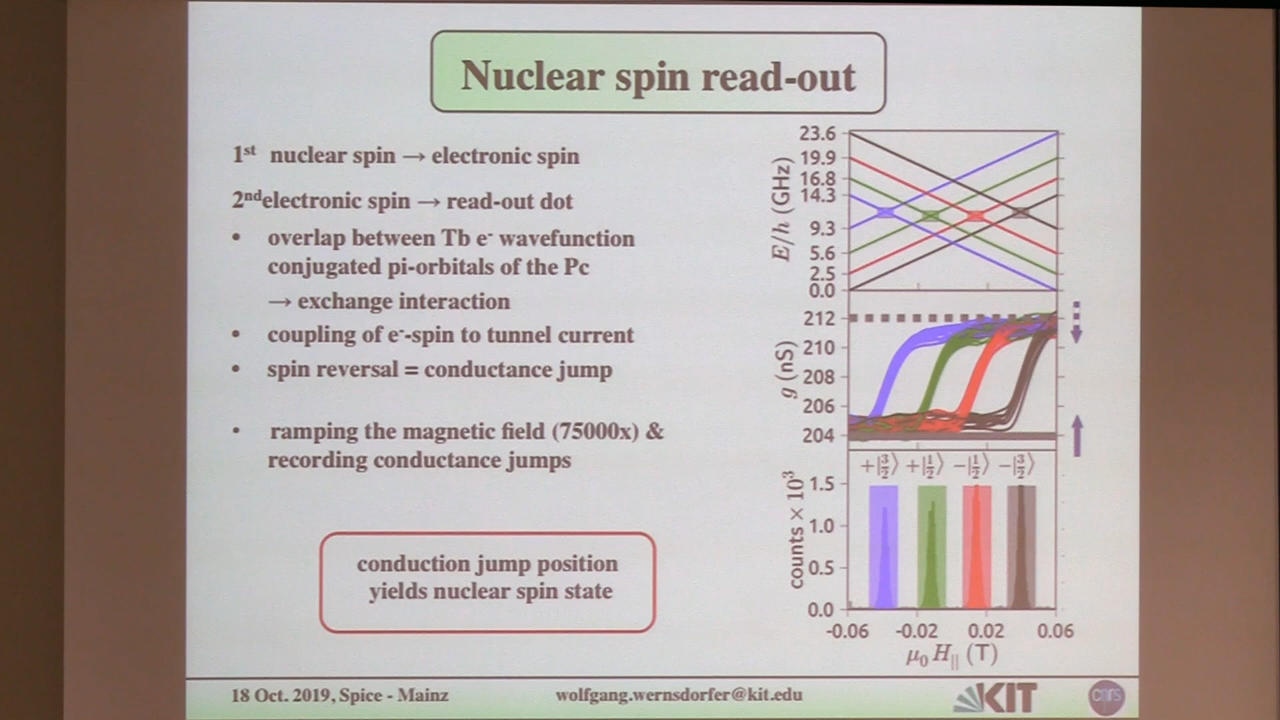 Nuclear spin read-out
1st nuclear spin → electronic spin
2nd electronic spin → read-out dot
• overlap between Tb e- wavefunction
conjugated pi-orbitals of the Pc
→ exchange interaction
• coupling of e--spin to tunnel current
• spin reversal = conductance jump
• ramping the magnetic field (75000x) &
recording conductance jumps
conduction jump position
yields nuclear spin state
E/h (GHz)
23.6
19.9
16.8
14.3
9.3
5.6
2.5
0.0
g (nS)
212
210
208
206
204
counts × 10³
+|3/2⟩ +|1/2⟩ −|1/2⟩ −|3/2⟩
1.5
1.0
0.5
0.0
-0.06 -0.02 0.02 0.06
μ₀ H|| (T)
18 Oct. 2019, Spice - Mainz wolfgang.wernsdorfer@kit.edu KIT cnrs